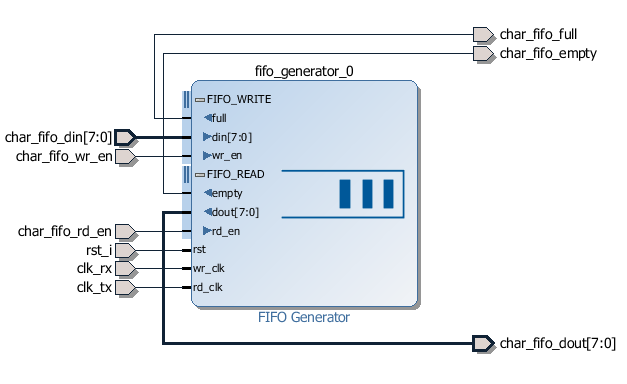 char_fifo_full
char_fifo_empty
fifo_generator_0
FIFO_WRITE
full
char_fifo_din[7:0]
din[7:0]
char_fifo_wr_en
wr_en
FIFO_READ
empty
dout[7:0]
char_fifo_rd_en
rd_en
rst_i
rst
clk_rx
wr_clk
clk_tx
rd_clk
FIFO Generator
char_fifo_dout[7:0]